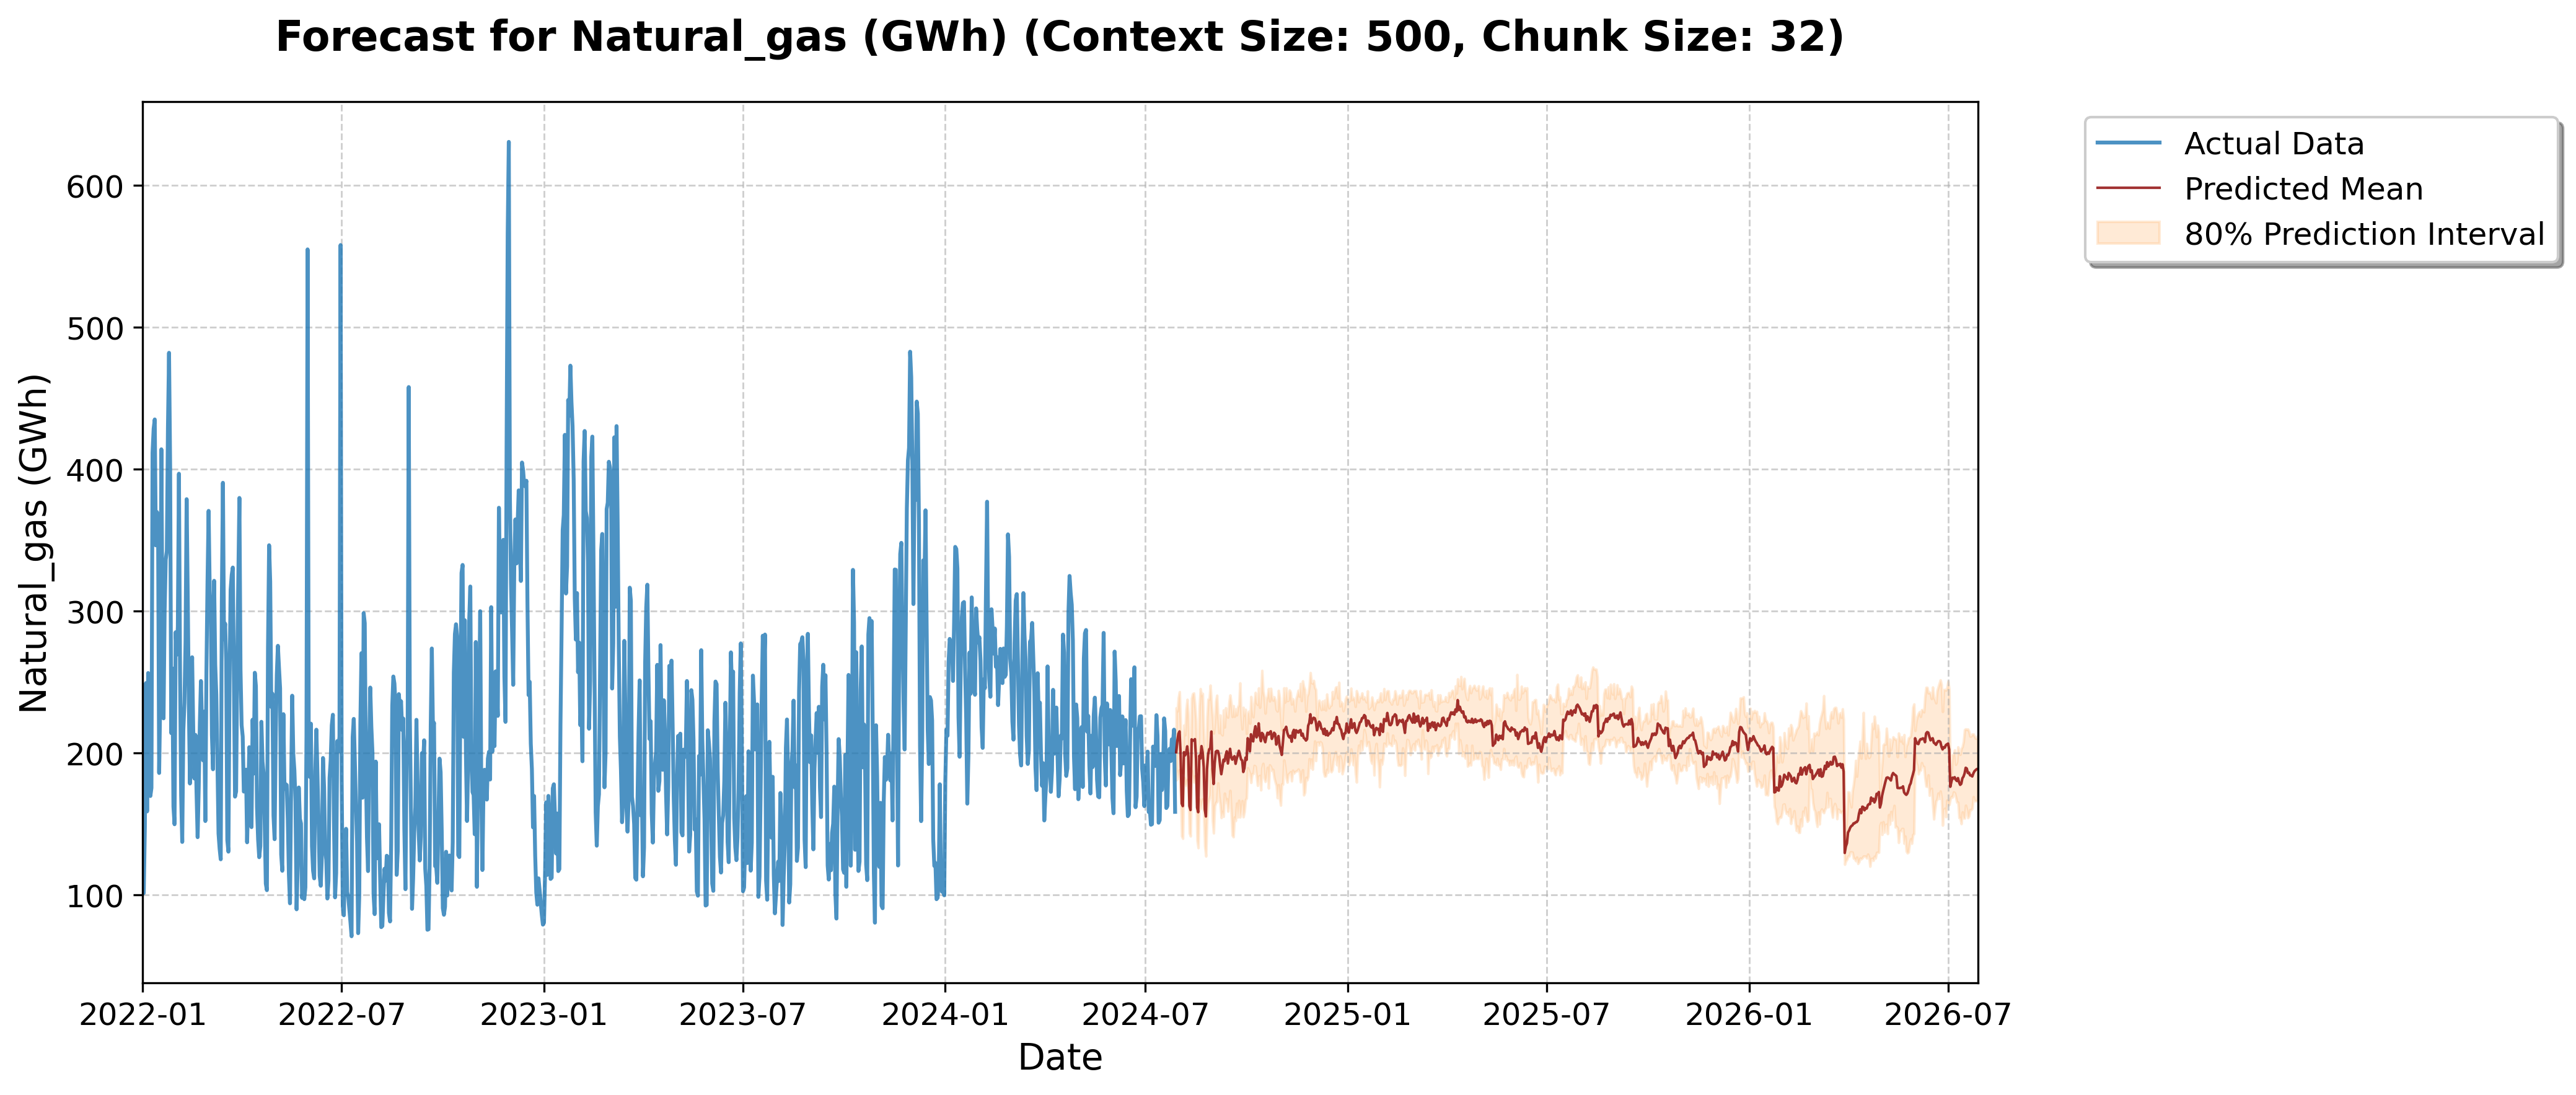 Forecast for Natural_gas (GWh) (Context Size: 500, Chunk Size: 32)
Actual Data
Predicted Mean
80% Prediction Interval
Natural_gas (GWh)
600
500
400
300
200
100
2022-01 2022-07 2023-01 2023-07 2024-01 2024-07 2025-01 2025-07 2026-01 2026-07
Date